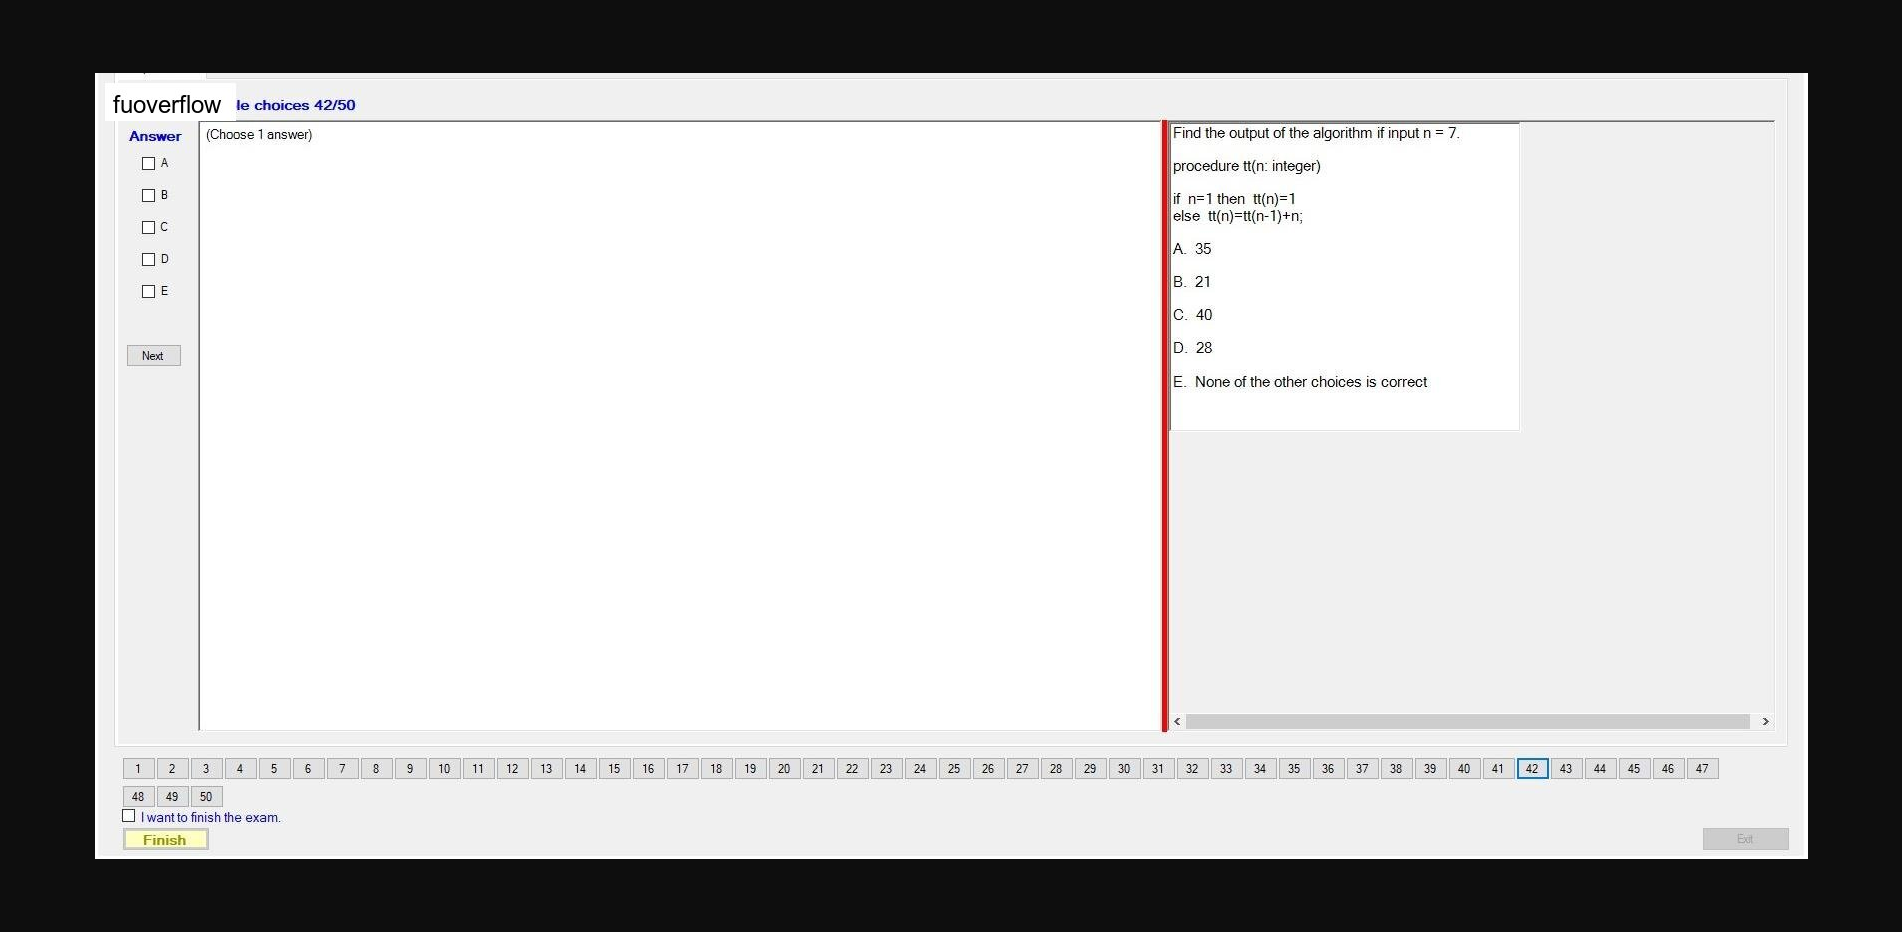 fuoverflow
le choices 42/50
Answer
(Choose 1 answer)
A
B
C
D
E
Next
Find the output of the algorithm if input n = 7.
procedure tt(n: integer)
if n=1 then tt(n)=1
else tt(n)=tt(n-1)+n;
A. 35
B. 21
C. 40
D. 28
E. None of the other choices is correct
1 2 3 4 5 6 7 8 9 10 11 12 13 14 15 16 17 18 19 20 21 22 23 24 25 26 27 28 29 30 31 32 33 34 35 36 37 38 39 40 41 42 43 44 45 46 47
48 49 50
I want to finish the exam.
Finish
Exit